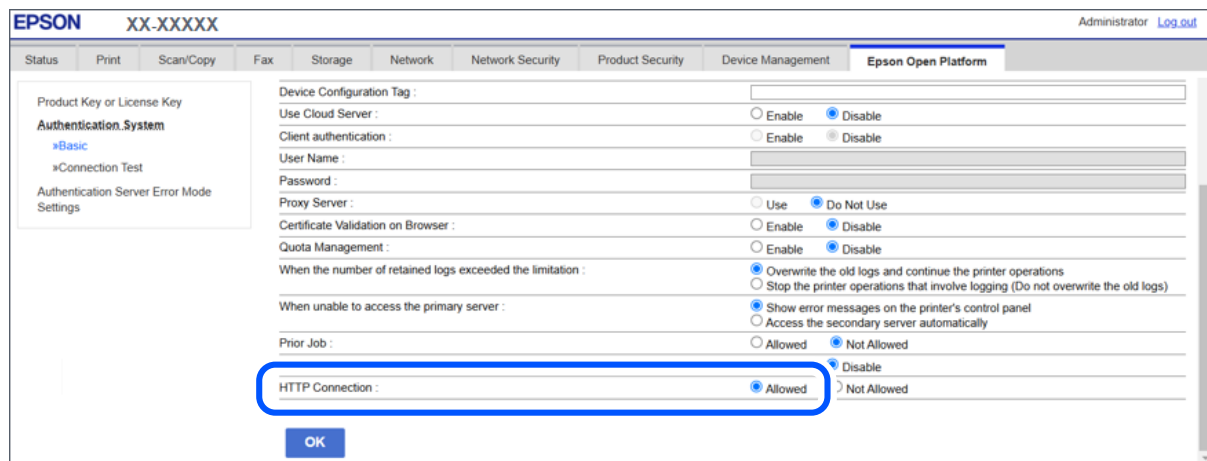 EPSON XX-XXXXX Administrator Log out
Status Print Scan/Copy Fax Storage Network Network Security Product Security Device Management Epson Open Platform
Product Key or License Key
Authentication System
»Basic
»Connection Test
Authentication Server Error Mode
Settings
Device Configuration Tag :
Use Cloud Server : Enable Disable
Client authentication : Enable Disable
User Name :
Password :
Proxy Server : Use Do Not Use
Certificate Validation on Browser : Enable Disable
Quota Management : Enable Disable
When the number of retained logs exceeded the limitation : Overwrite the old logs and continue the printer operations
Stop the printer operations that involve logging (Do not overwrite the old logs)
When unable to access the primary server : Show error messages on the printer's control panel
Access the secondary server automatically
Prior Job : Allowed Not Allowed
Disable
HTTP Connection : Allowed Not Allowed
OK